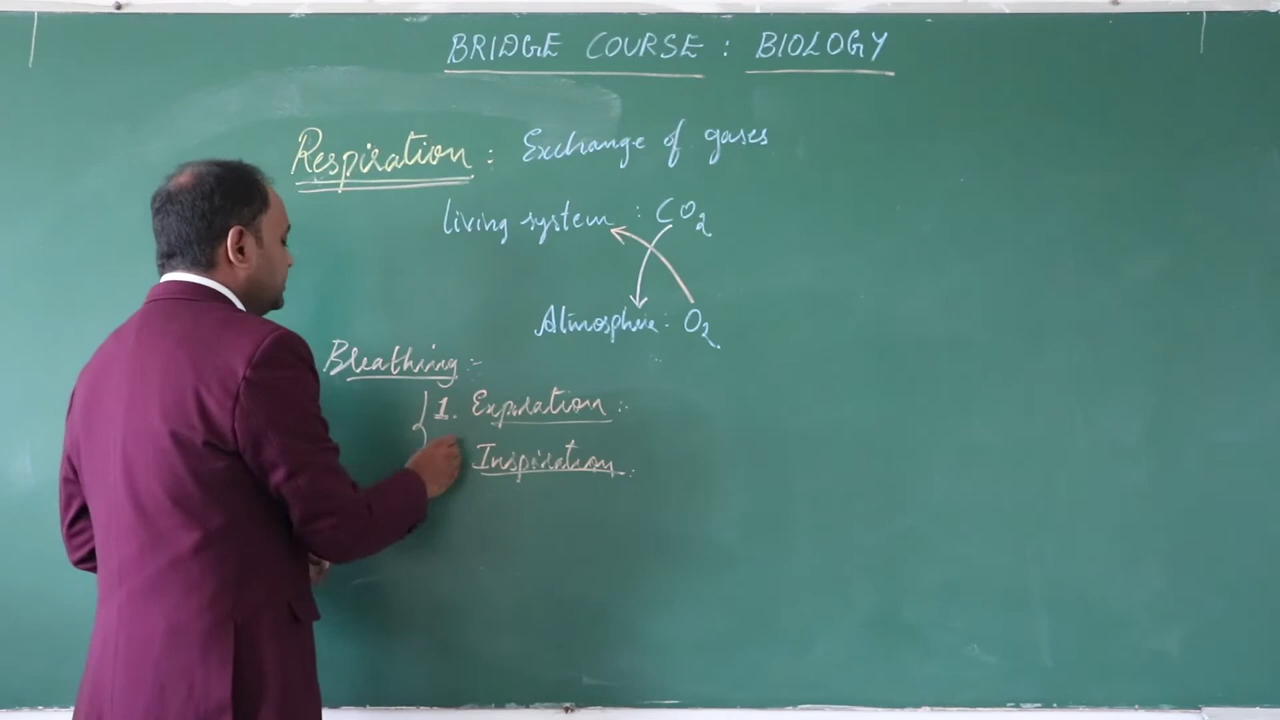 BRIDGE COURSE : BIOLOGY
Respiration : Exchange of gases
living system : CO2
Atmosphere : O2
Breathing :-
1. Expiration :
Inspiration :